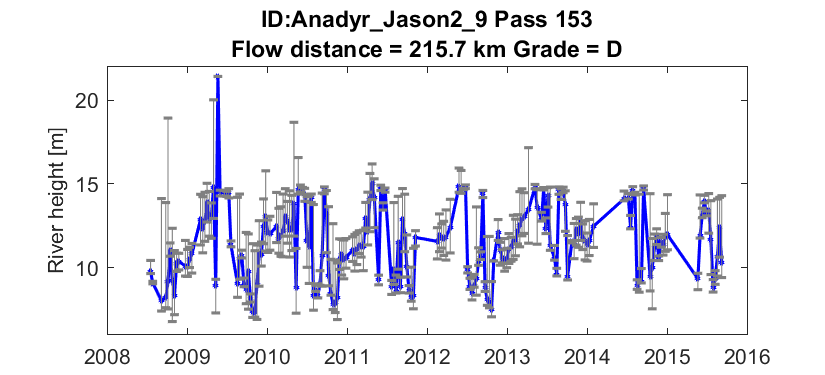 ID:Anadyr_Jason2_9 Pass 153
Flow distance = 215.7 km Grade = D
River height [m]
20
15
10
2008 2009 2010 2011 2012 2013 2014 2015 2016